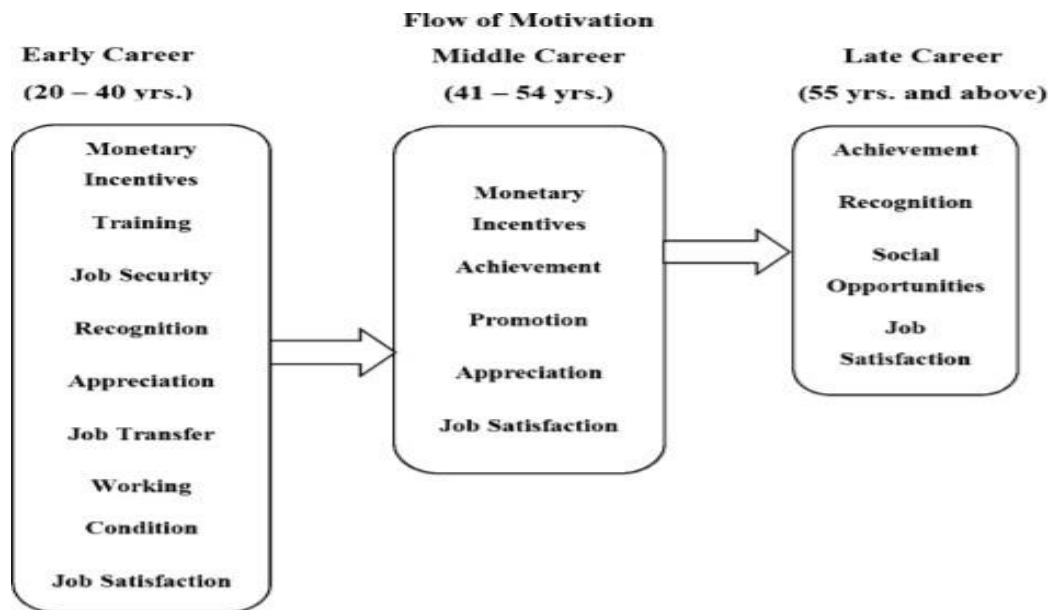 Flow of Motivation
Early Career
(20 – 40 yrs.)
Monetary
Incentives
Training
Job Security
Recognition
Appreciation
Job Transfer
Working
Condition
Job Satisfaction
Middle Career
(41 – 54 yrs.)
Monetary
Incentives
Achievement
Promotion
Appreciation
Job Satisfaction
Late Career
(55 yrs. and above)
Achievement
Recognition
Social
Opportunities
Job
Satisfaction